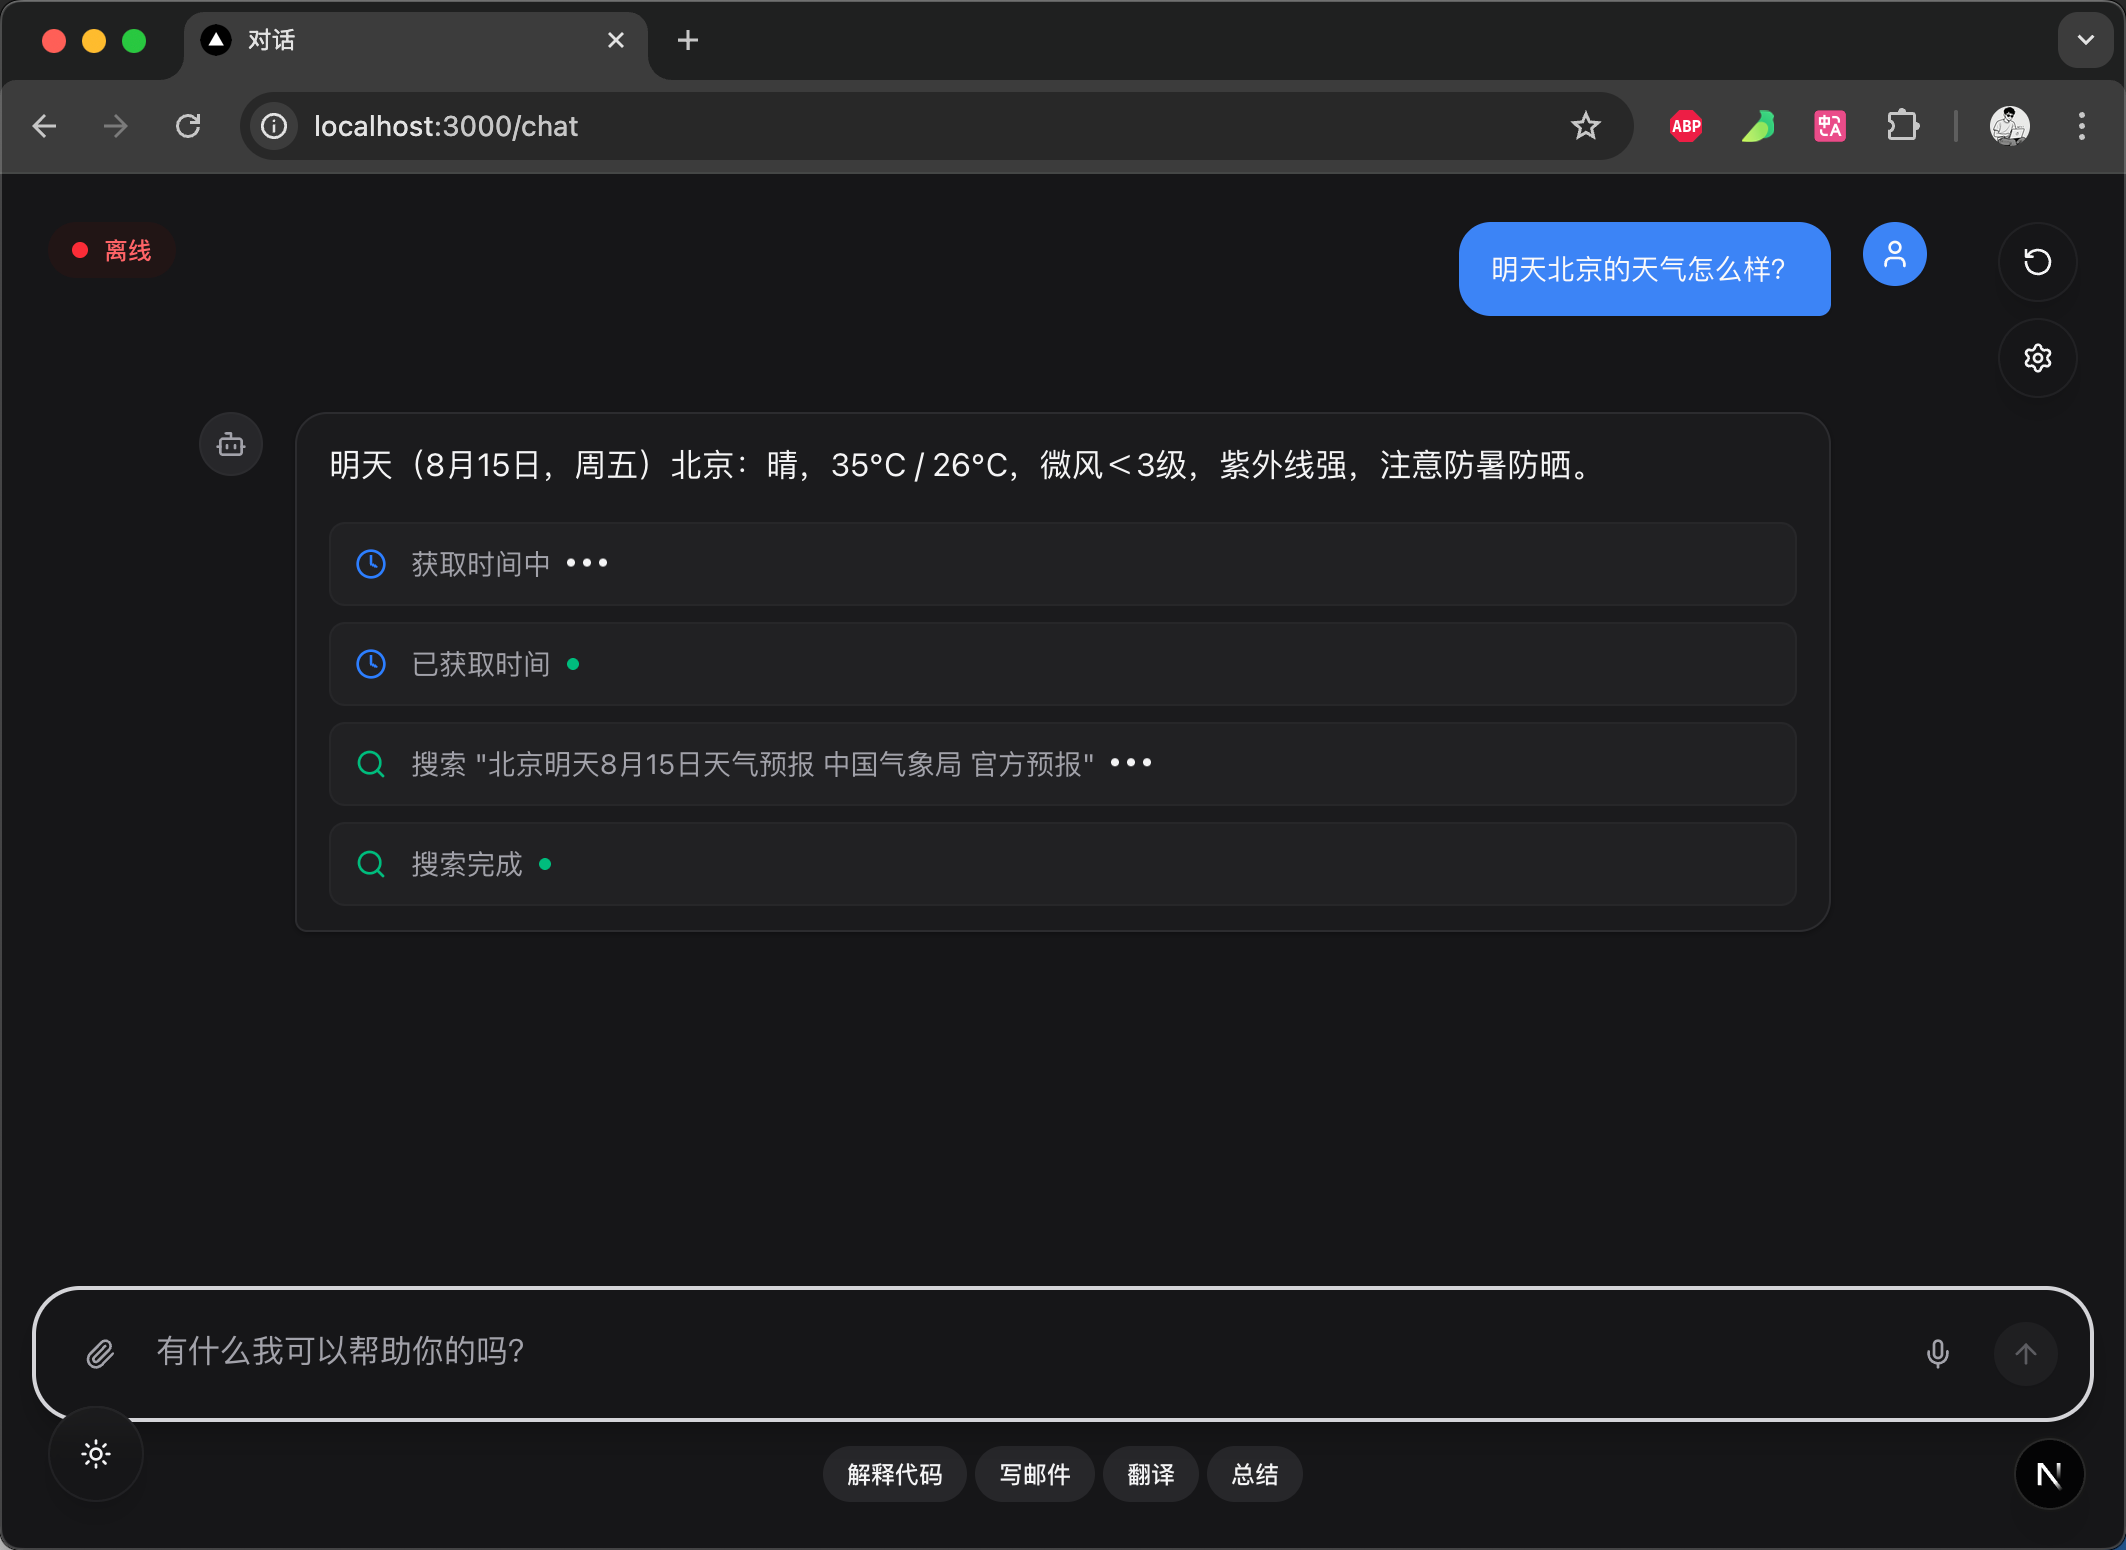 对话
localhost:3000/chat
ABP
中A
离线
明天北京的天气怎么样?
明天（8月15日，周五）北京：晴，35°C / 26°C，微风＜3级，紫外线强，注意防暑防晒。
获取时间中 •••
已获取时间
搜索 "北京明天8月15日天气预报 中国气象局 官方预报" •••
搜索完成
有什么我可以帮助你的吗?
解释代码 写邮件 翻译 总结
N